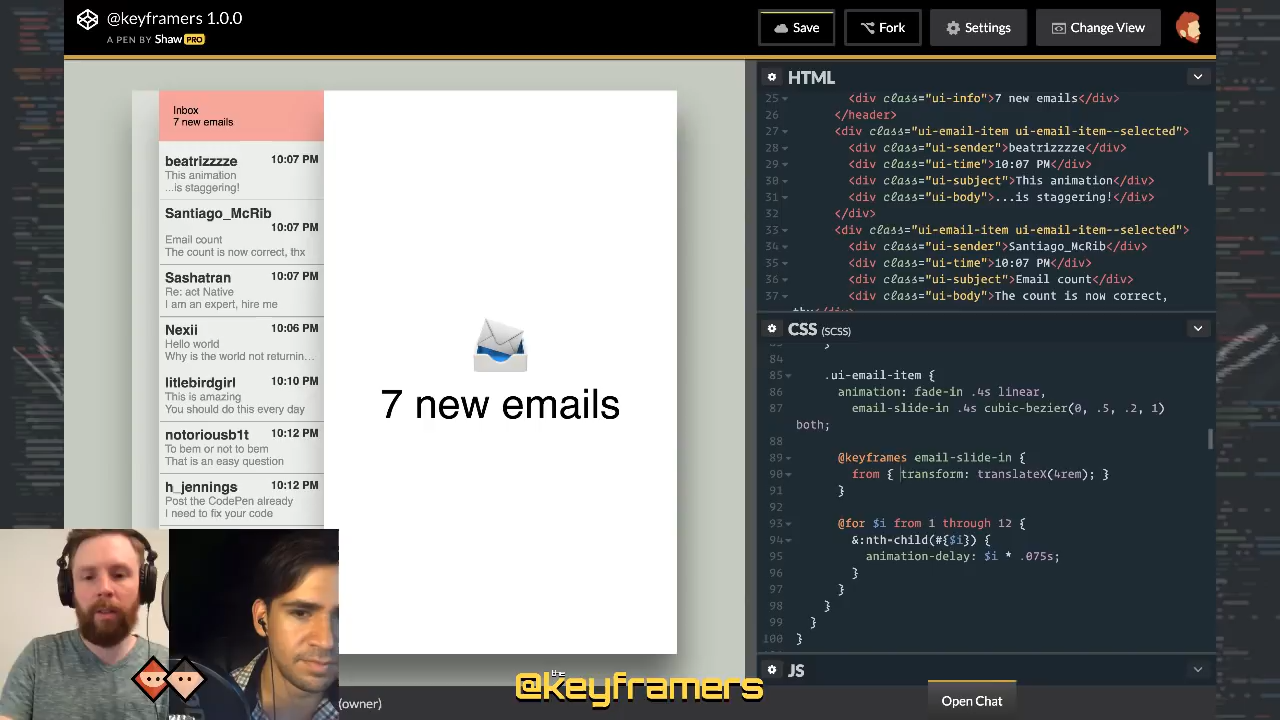 @keyframers 1.0.0
A PEN BY Shaw PRO
Save
Fork
Settings
Change View
Inbox
7 new emails
beatrizzzze 10:07 PM
This animation
...is staggering!
Santiago_McRib
10:07 PM
Email count
The count is now correct, thx
Sashatran 10:07 PM
Re: act Native
I am an expert, hire me
Nexii 10:06 PM
Hello world
Why is the world not returnin...
litlebirdgirl 10:10 PM
This is amazing
You should do this every day
notoriousb1t 10:12 PM
To bem or not to bem
That is an easy question
h_jennings 10:12 PM
Post the CodePen already
I need to fix your code
7 new emails
HTML
25 <div class="ui-info">7 new emails</div>
26 </header>
27 <div class="ui-email-item ui-email-item--selected">
28 <div class="ui-sender">beatrizzzze</div>
29 <div class="ui-time">10:07 PM</div>
30 <div class="ui-subject">This animation</div>
31 <div class="ui-body">...is staggering!</div>
32 </div>
33 <div class="ui-email-item ui-email-item--selected">
34 <div class="ui-sender">Santiago_McRib</div>
35 <div class="ui-time">10:07 PM</div>
36 <div class="ui-subject">Email count</div>
37 <div class="ui-body">The count is now correct,
thx</div>
CSS (SCSS)
83 }
84
85 .ui-email-item {
86 animation: fade-in .4s linear,
87 email-slide-in .4s cubic-bezier(0, .5, .2, 1)
both;
88
89 @keyframes email-slide-in {
90 from { transform: translateX(4rem); }
91 }
92
93 @for $i from 1 through 12 {
94 &:nth-child(#{$i}) {
95 animation-delay: $i * .075s;
96 }
97 }
98 }
99 }
100 }
JS
the
@keyframers
(owner)
Open Chat